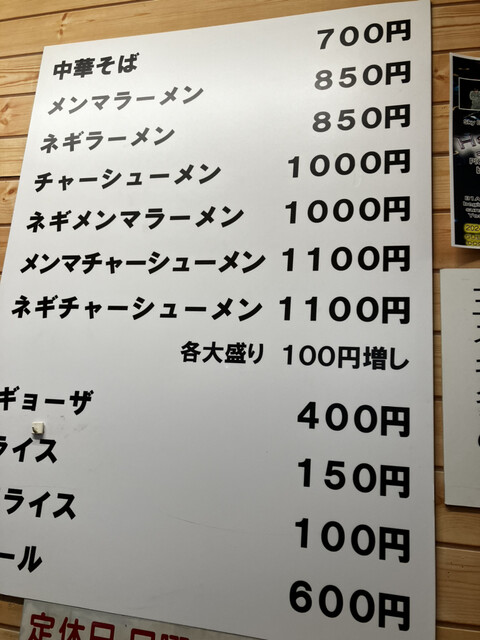 中華そば 700円
メンマラーメン 850円
ネギラーメン 850円
チャーシューメン 1000円
ネギメンマラーメン 1000円
メンマチャーシューメン 1100円
ネギチャーシューメン 1100円
各大盛り 100円増し
ギョーザ 400円
ライス 150円
ライス 100円
ール 600円
定休日